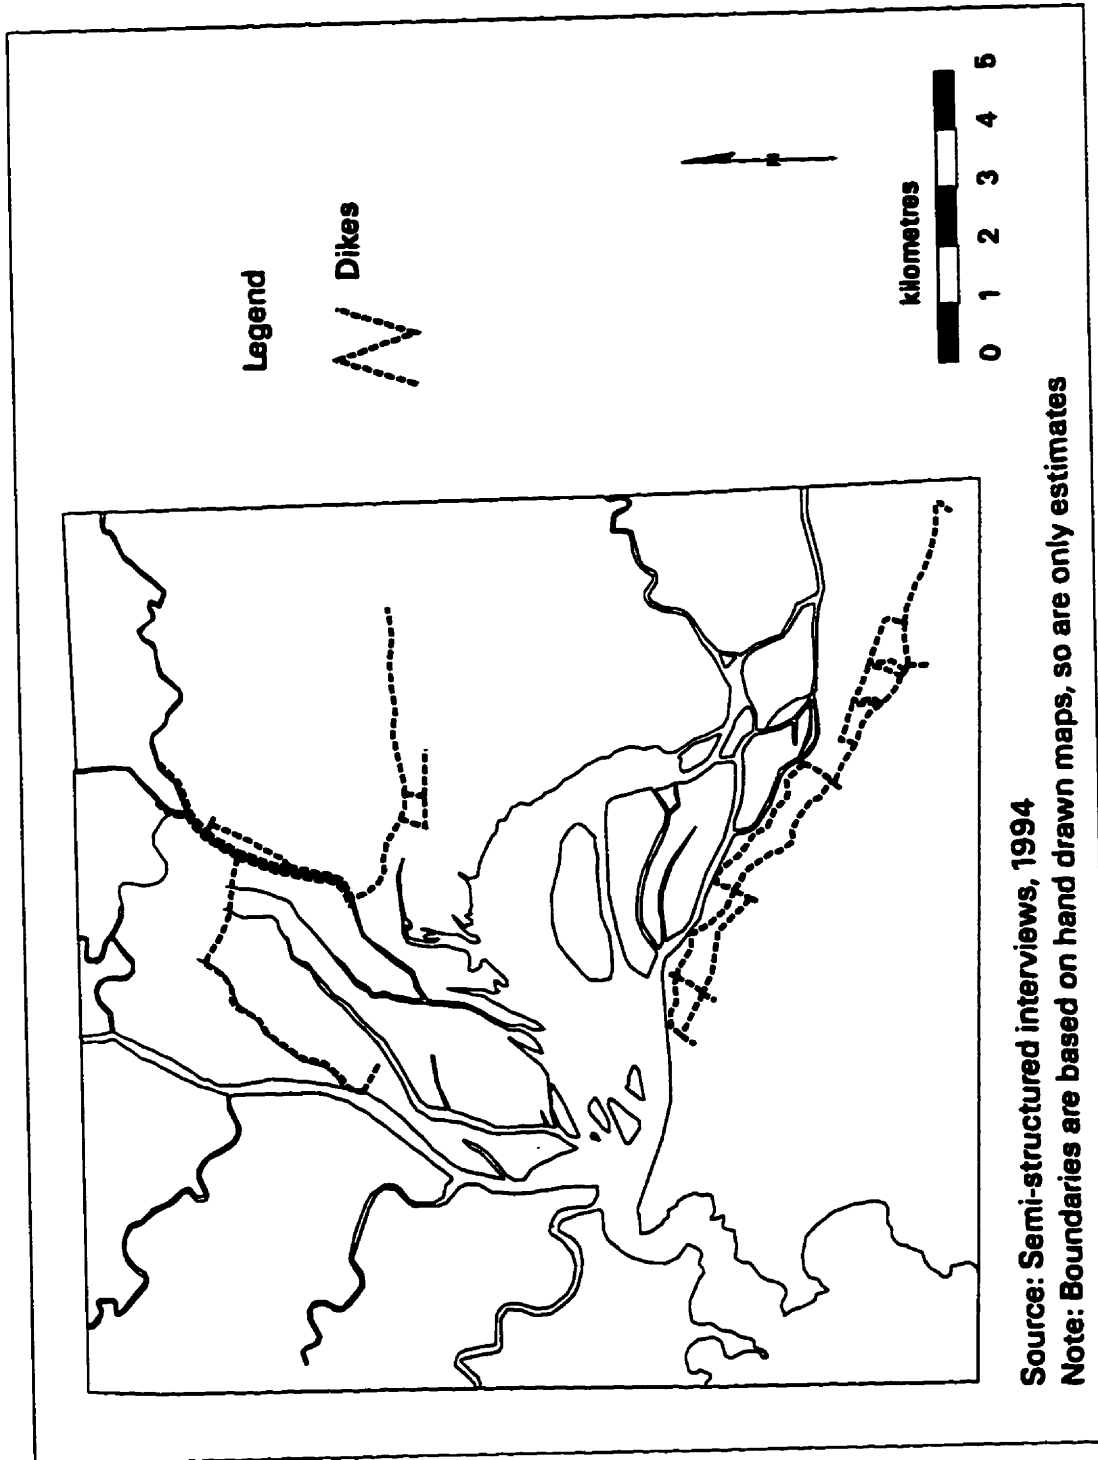 Legend
Dikes
N
kilometres
0 1 2 3 4 5
Source: Semi-structured interviews, 1994
Note: Boundaries are based on hand drawn maps, so are only estimates